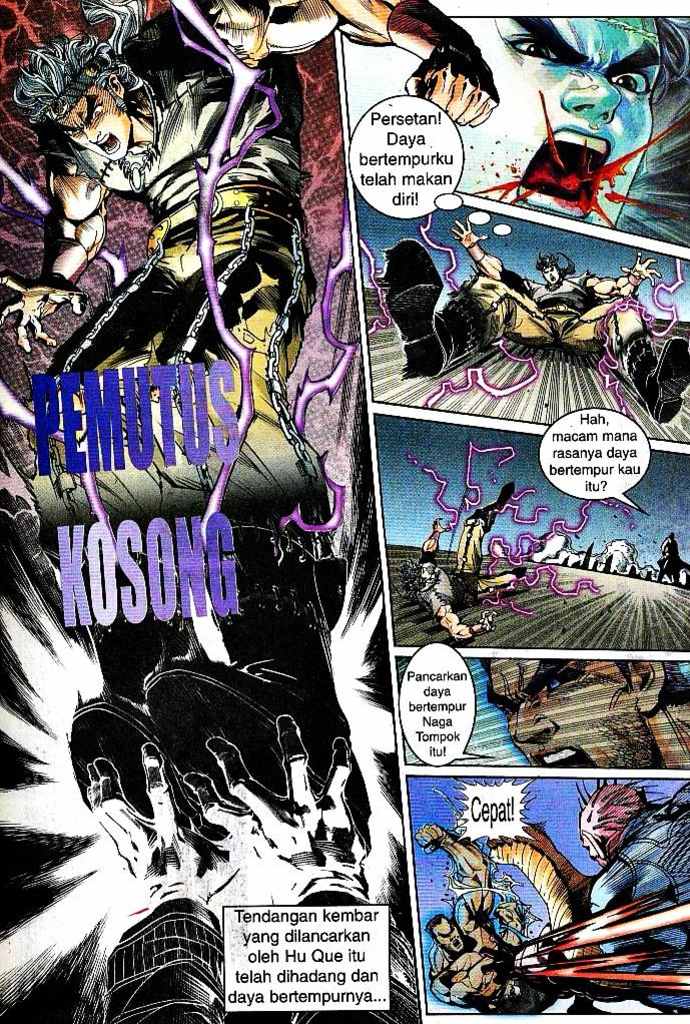 PEMUTUS
KOSONG
Tendangan kembar
yang dilancarkan
oleh Hu Que itu
telah dihadang dan
daya bertempurnya...
Persetan!
Daya
bertempurku
telah makan
diri!
Hah,
macam mana
rasanya daya
bertempur kau
itu?
Pancarkan
daya
bertempur
Naga
Tompok
itu!
Cepat!